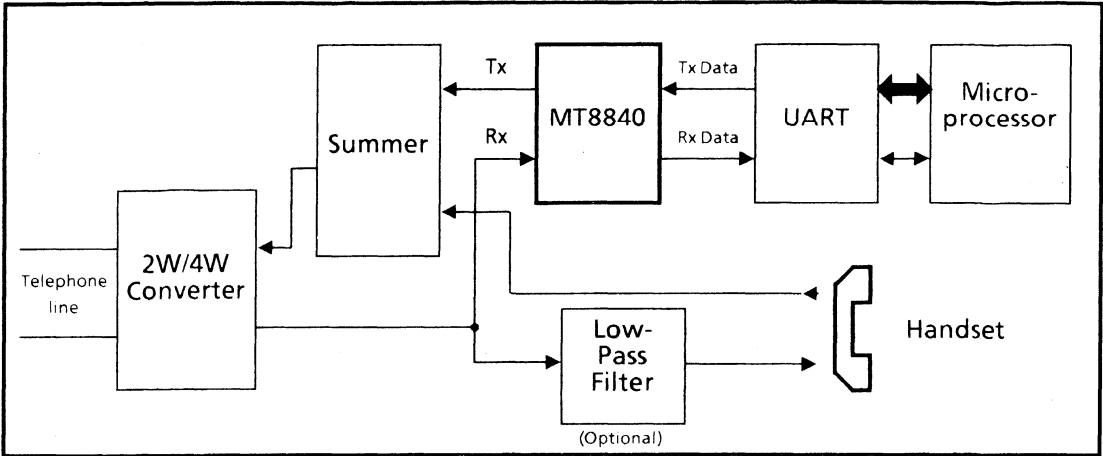 Tx
Rx
Summer
MT8840
Tx Data
Rx Data
UART
Micro-
processor
2W/4W
Converter
Telephone
line
Low-
Pass
Filter
(Optional)
Handset